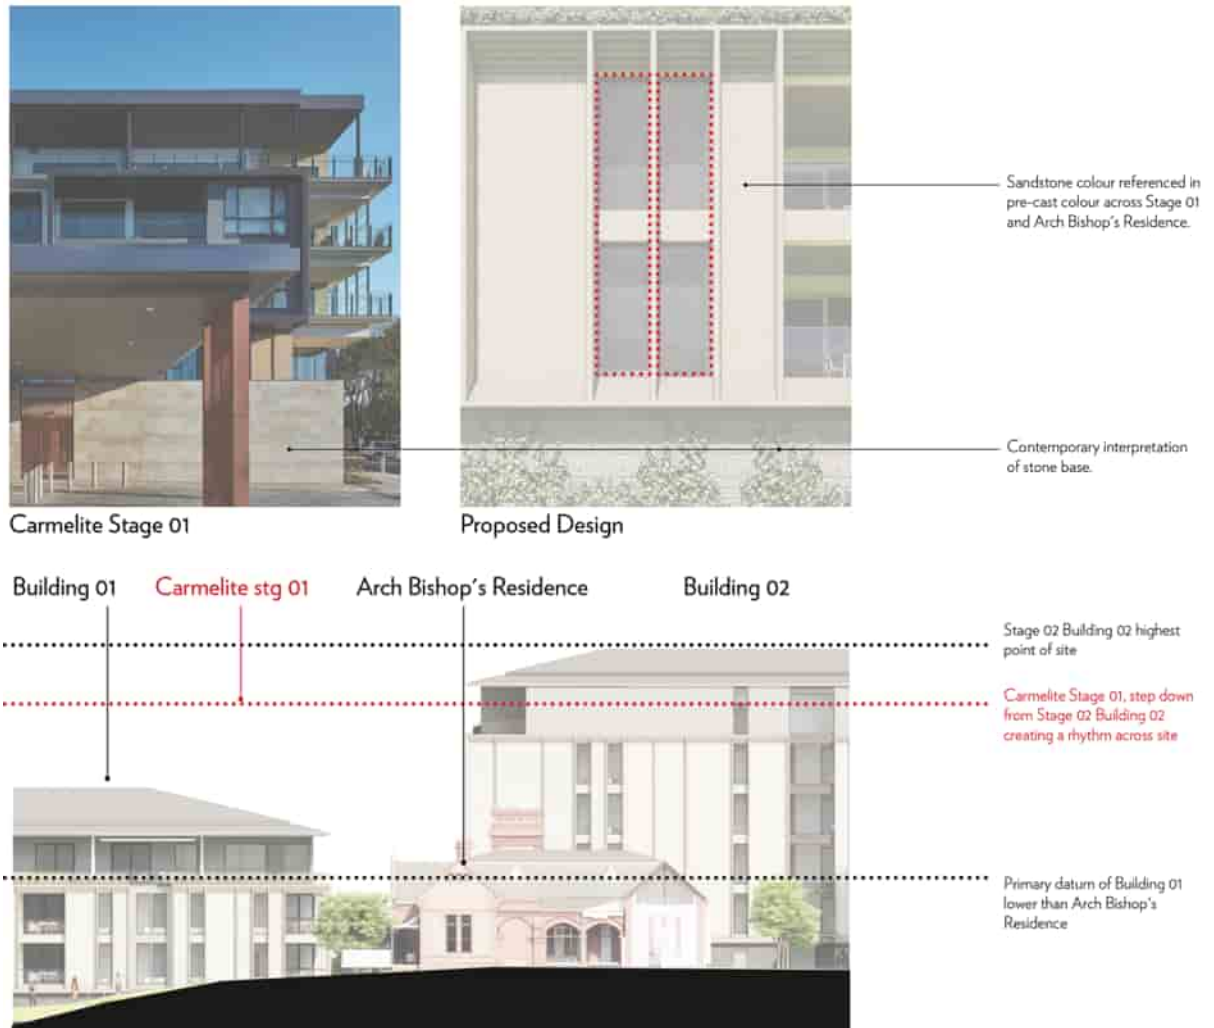 Sandstone colour referenced in
pre-cast colour across Stage 01
and Arch Bishop's Residence.
Contemporary interpretation
of stone base.
Carmelite Stage 01
Proposed Design
Building 01
Carmelite stg 01
Arch Bishop's Residence
Building 02
Stage 02 Building 02 highest
point of site
Carmelite Stage 01, step down
from Stage 02 Building 02
creating a rhythm across site
Primary datum of Building 01
lower than Arch Bishop's
Residence